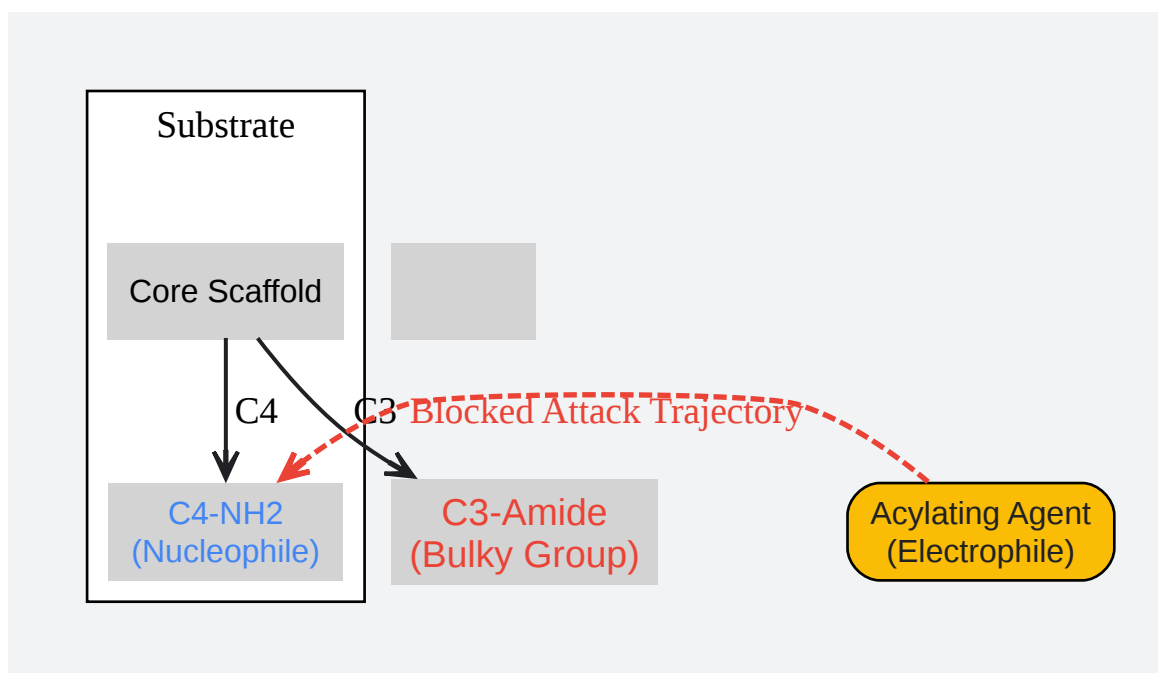 Substrate
Core Scaffold
C4
C3
Blocked Attack Trajectory
C4-NH2
(Nucleophile)
C3-Amide
(Bulky Group)
Acylating Agent
(Electrophile)